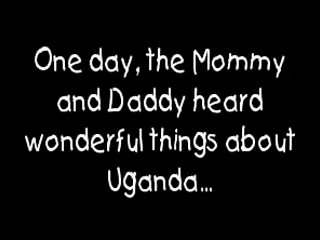 One day, the Mommy
and Daddy heard
wonderful things about
Uganda...